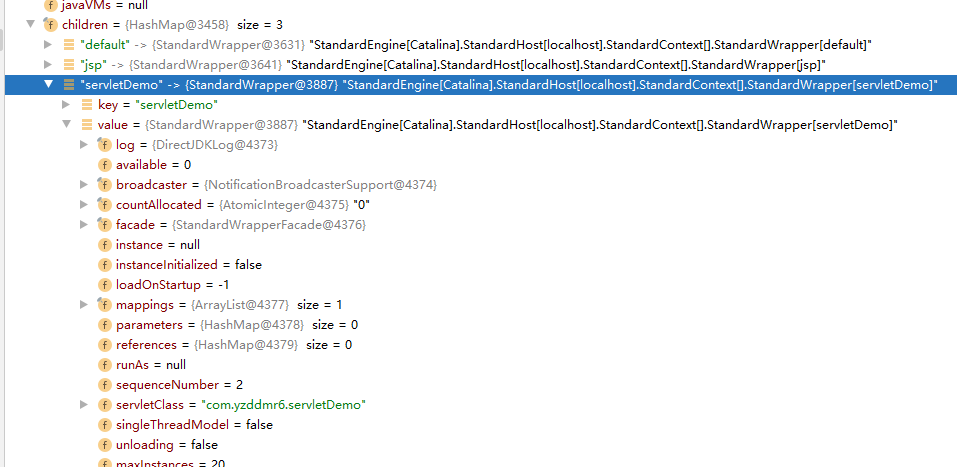 javaVMs = null
children = {HashMap@3458} size = 3
"default" -> {StandardWrapper@3631} "StandardEngine[Catalina].StandardHost[localhost].StandardContext[].StandardWrapper[default]"
"jsp" -> {StandardWrapper@3641} "StandardEngine[Catalina].StandardHost[localhost].StandardContext[].StandardWrapper[jsp]"
"servletDemo" -> {StandardWrapper@3887} "StandardEngine[Catalina].StandardHost[localhost].StandardContext[].StandardWrapper[servletDemo]"
key = "servletDemo"
value = {StandardWrapper@3887} "StandardEngine[Catalina].StandardHost[localhost].StandardContext[].StandardWrapper[servletDemo]"
log = {DirectJDKLog@4373}
available = 0
broadcaster = {NotificationBroadcasterSupport@4374}
countAllocated = {AtomicInteger@4375} "0"
facade = {StandardWrapperFacade@4376}
instance = null
instanceInitialized = false
loadOnStartup = -1
mappings = {ArrayList@4377} size = 1
parameters = {HashMap@4378} size = 0
references = {HashMap@4379} size = 0
runAs = null
sequenceNumber = 2
servletClass = "com.yzddmr6.servletDemo"
singleThreadModel = false
unloading = false
maxInstances = 20